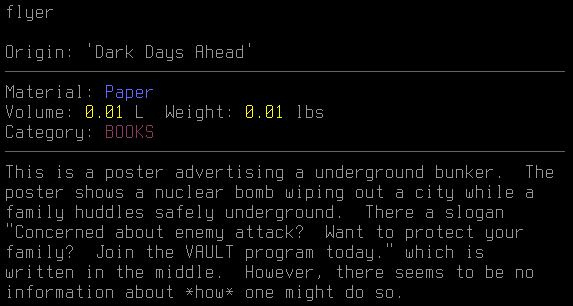 flyer
Origin: 'Dark Days Ahead'
Material: Paper
Volume: 0.01 L  Weight: 0.01 lbs
Category: BOOKS
This is a poster advertising a underground bunker.  The
poster shows a nuclear bomb wiping out a city while a
family huddles safely underground.  There a slogan
"Concerned about enemy attack?  Want to protect your
family?  Join the VAULT program today." which is
written in the middle.  However, there seems to be no
information about *how* one might do so.